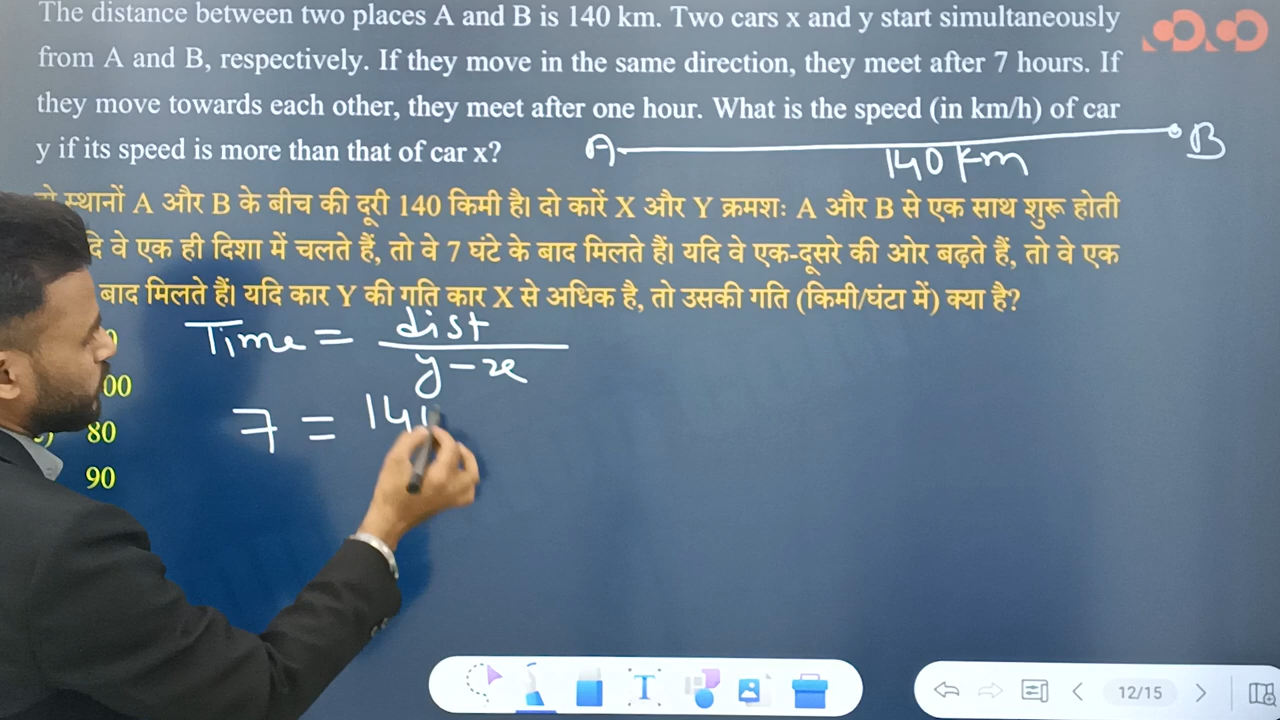 The distance between two places A and B is 140 km. Two cars x and y start simultaneously
from A and B, respectively. If they move in the same direction, they meet after 7 hours. If
they move towards each other, they meet after one hour. What is the speed (in km/h) of car
y if its speed is more than that of car x?
A B
140 km
स्थानों A और B के बीच की दूरी 140 किमी है। दो कारें X और Y क्रमशः A और B से एक साथ शुरू होती
वे एक ही दिशा में चलते हैं, तो वे 7 घंटे के बाद मिलते हैं। यदि वे एक-दूसरे की ओर बढ़ते हैं, तो वे एक
बाद मिलते हैं। यदि कार Y की गति कार X से अधिक है, तो उसकी गति (किमी/घंटा में) क्या है?
Time = dist
y-x
00
7 = 14
80
90
T
12/15